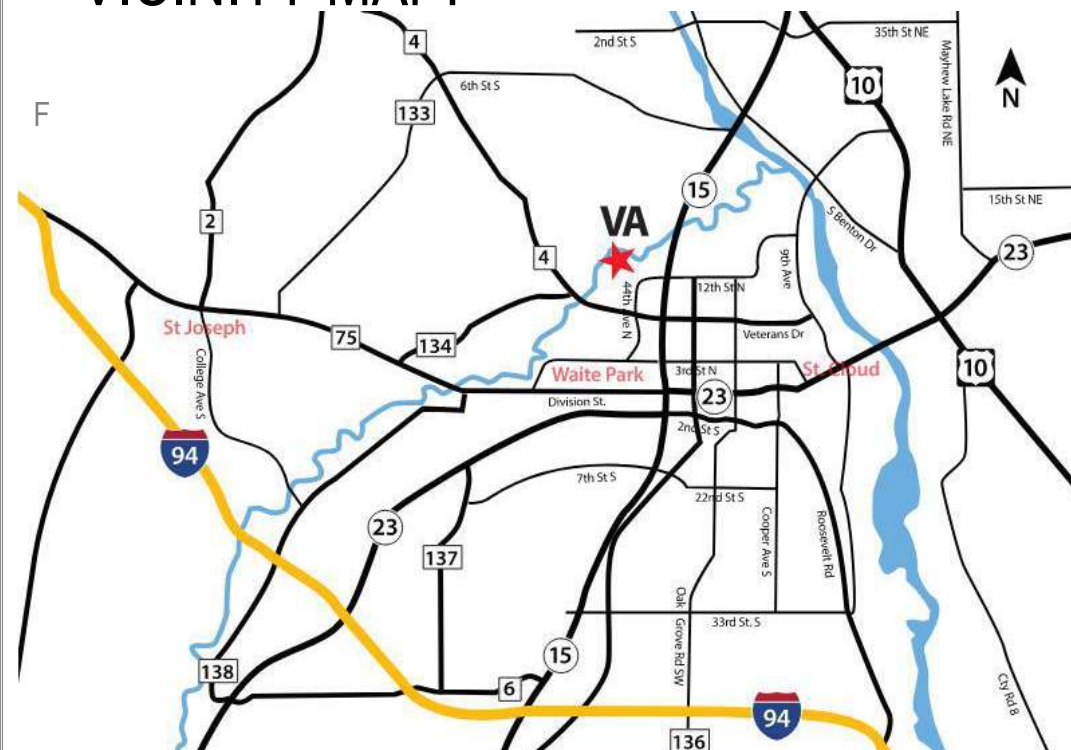 VICINITY MAP:
4
2nd St S
35th St NE
10
Mayhew Lake Rd NE
N
6th St S
F
133
15
15th St NE
2
VA
S Benton Dr
23
4
9th Ave
44th Ave N
12th St N
St Joseph
75
134
Veterans Dr
College Ave S
Waite Park
3rd St N
St. Cloud
10
Division St.
23
2nd St S
94
7th St S
22nd St S
23
Cooper Ave S
Roosevelt Rd
137
Oak Grove Rd SW
33rd St. S
138
15
6
Cty Rd 8
94
136